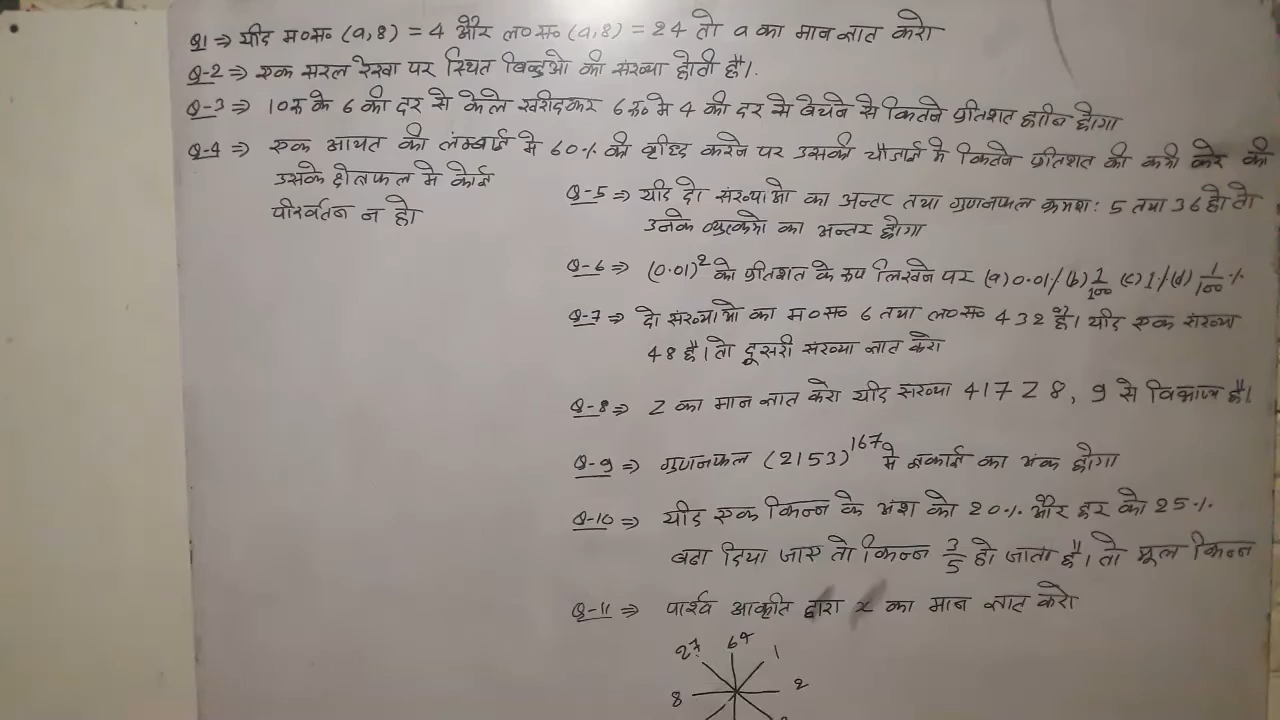 Q1 ⇒ यदि म०स० (a,8) = 4 और ल०स० (a,8) = 24 तो a का मान ज्ञात करो
Q-2 ⇒ एक सरल रेखा पर स्थित बिन्दुओ की संख्या होती है।
Q-3 ⇒ 10रू के 6 की दर से केले खरीदकर 6 रू० मे 4 की दर से बेचने से कितने प्रतिशत हानि होगा
Q-4 ⇒ एक आयत की लंम्बाई मे 60% की वृद्धि करने पर उसकी चौडाई मे कितने प्रतिशत की कमी करे की
उसके क्षेत्रफल मे कोई
परिवर्तन न हो
Q-5 ⇒ यदि दो संख्याओ का अन्तर तथा गुणनफल क्रमश: 5 तथा 36 हो तो
उनके व्युत्क्रमो का अन्तर होगा
Q-6 ⇒ (0.01)² को प्रतिशत के रूप लिखने पर (a) 0.01% (b) 1/100 (c) 1% (d) 1/100 %
Q-7 ⇒ दो संख्याओ का म०स० 6 तथा ल०स० 432 है। यदि एक संख्या
48 है। तो दूसरी संख्या ज्ञात करो
Q-8 ⇒ Z का मान ज्ञात करो यदि संख्या 417Z8, 9 से विभाज्य है।
Q-9 ⇒ गुणनफल (2153)¹⁶⁷ मे इकाई का अंक होगा
Q-10 ⇒ यदि एक भिन्न के अंश को 20% और हर को 25%
बढा दिया जाए तो भिन्न 3/5 हो जाता है। तो मूल भिन्न
Q-11 ⇒ पार्श्व आकृति द्वारा x का मान ज्ञात करो
1
2
8